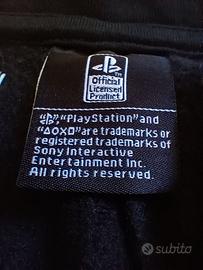 Official
Licensed
Product
" ", "PlayStation" and
"△○X□" are trademarks or
registered trademarks of
Sony Interactive
Entertainment Inc.
All rights reserved.
subito